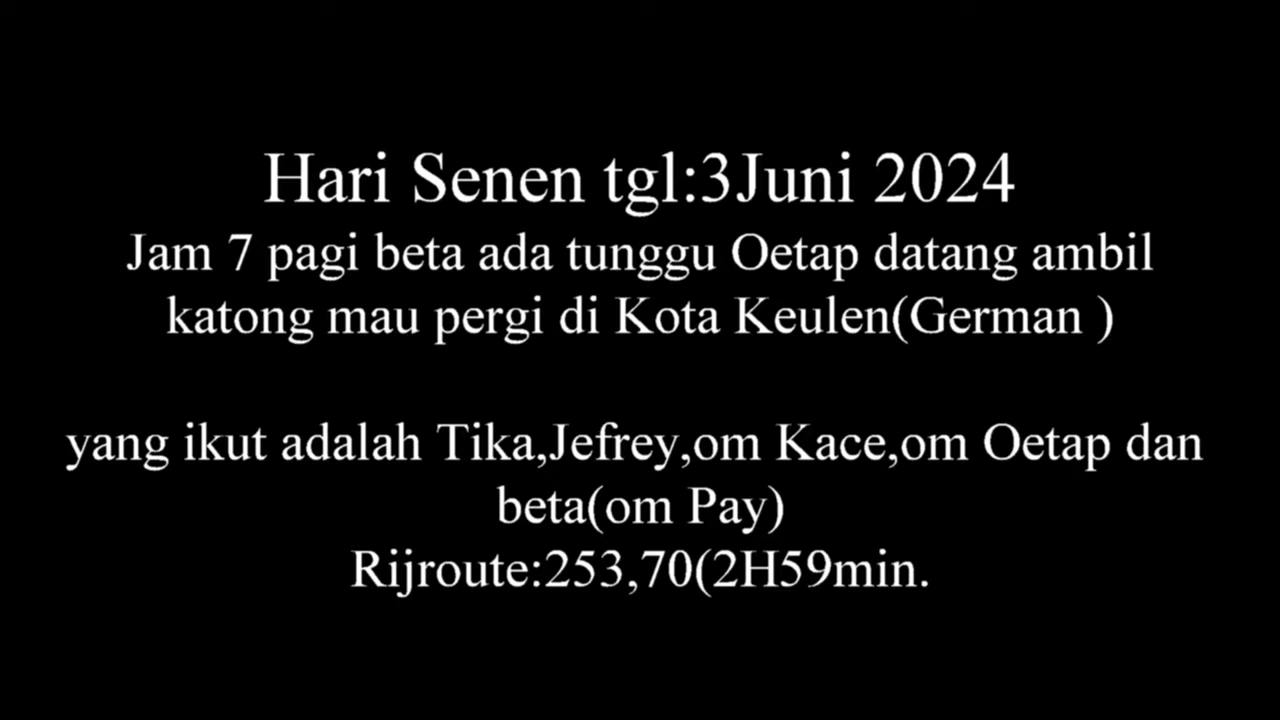 Hari Senen tgl:3Juni 2024
Jam 7 pagi beta ada tunggu Oetap datang ambil
katong mau pergi di Kota Keulen(German )
yang ikut adalah Tika,Jefrey,om Kace,om Oetap dan
beta(om Pay)
Rijroute:253,70(2H59min.